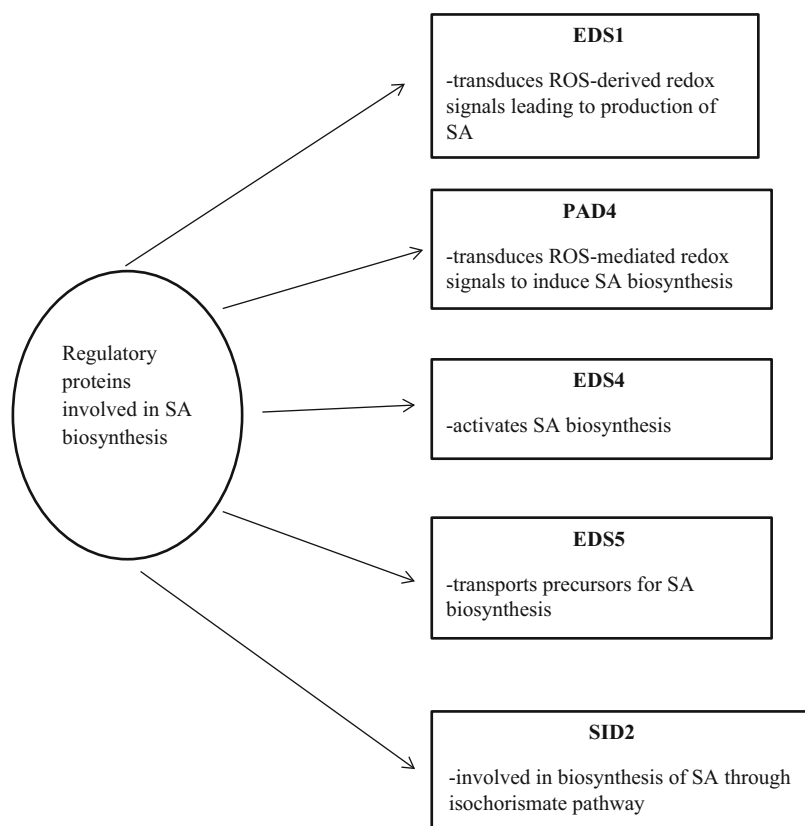 EDS1
-transduces ROS-derived redox
signals leading to production of
SA
PAD4
-transduces ROS-mediated redox
signals to induce SA biosynthesis
Regulatory
proteins
involved in SA
biosynthesis
EDS4
-activates SA biosynthesis
EDS5
-transports precursors for SA
biosynthesis
SID2
-involved in biosynthesis of SA through
isochorismate pathway